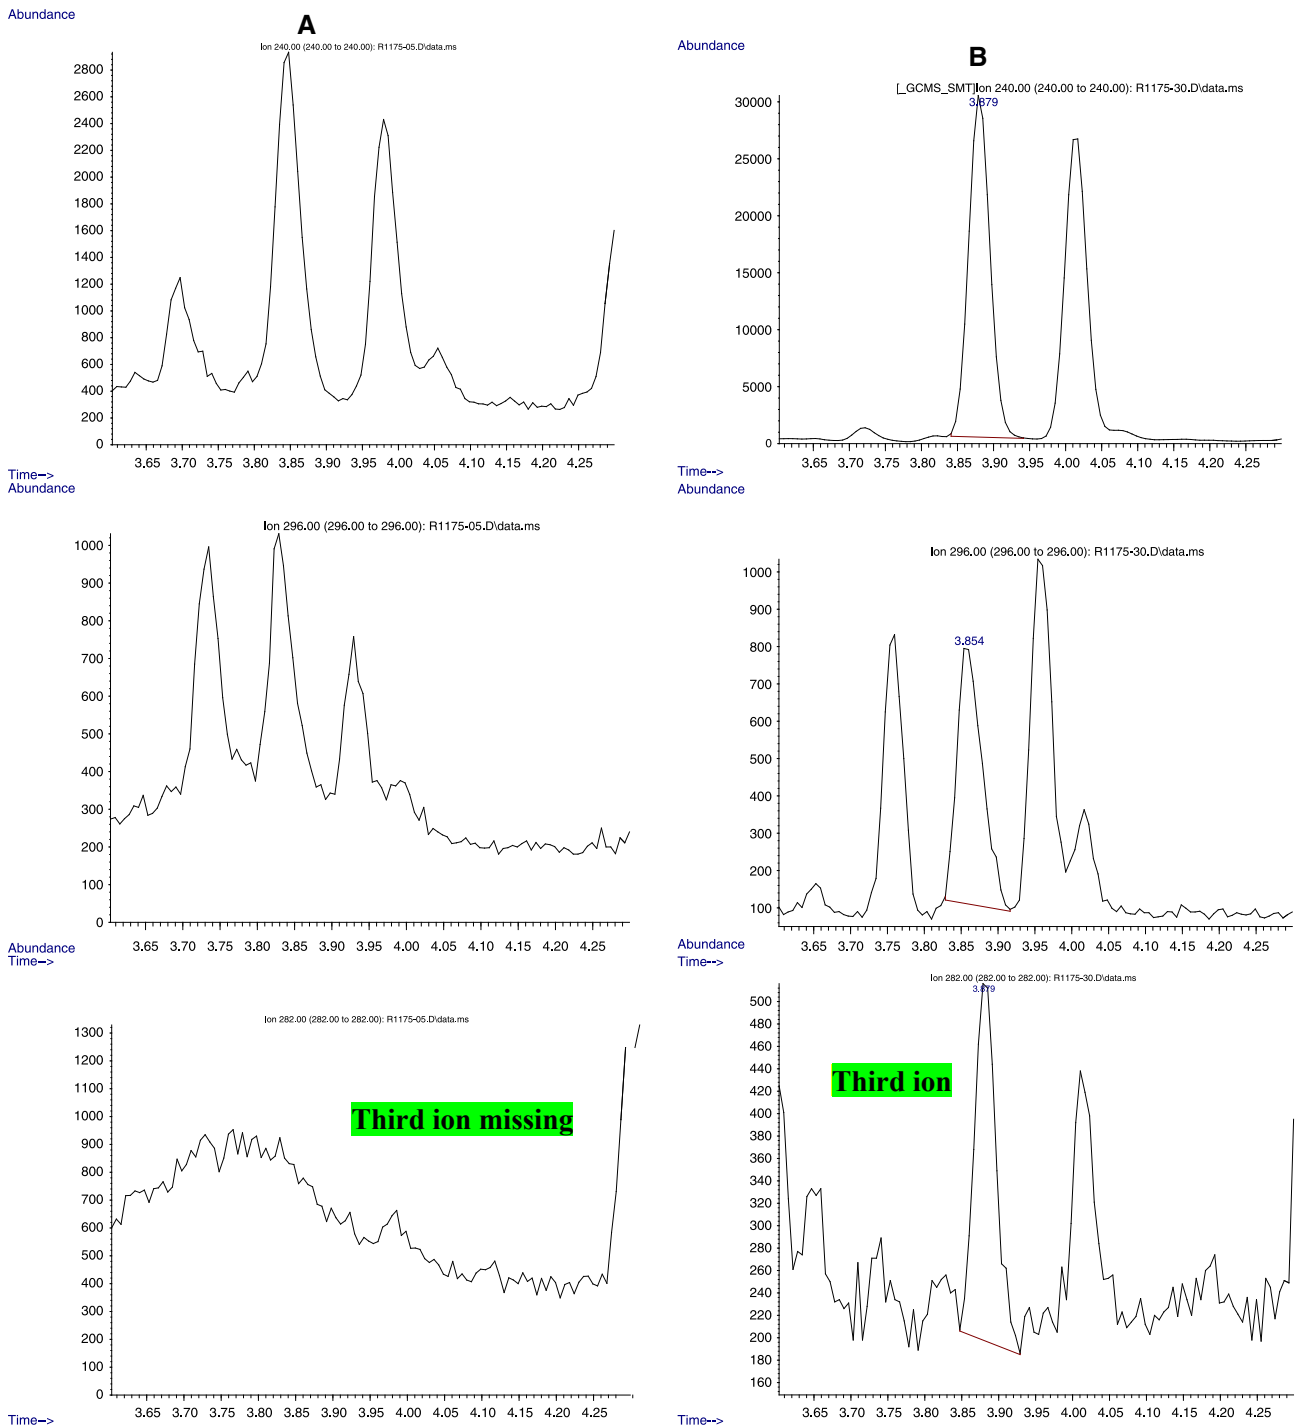 Abundance
A
Ion 240.00 (240.00 to 240.00): R1175-05.D\data.ms
2800
2600
2400
2200
2000
1800
1600
1400
1200
1000
800
600
400
200
0
3.65 3.70 3.75 3.80 3.85 3.90 3.95 4.00 4.05 4.10 4.15 4.20 4.25
Time-->
Abundance
B
[_GCMS_SMT]Ion 240.00 (240.00 to 240.00): R1175-30.D\data.ms
3.879
30000
25000
20000
15000
10000
5000
0
3.65 3.70 3.75 3.80 3.85 3.90 3.95 4.00 4.05 4.10 4.15 4.20 4.25
Time-->
Abundance
Ion 296.00 (296.00 to 296.00): R1175-05.D\data.ms
1000
900
800
700
600
500
400
300
200
100
0
3.65 3.70 3.75 3.80 3.85 3.90 3.95 4.00 4.05 4.10 4.15 4.20 4.25
Time-->
Abundance
Ion 296.00 (296.00 to 296.00): R1175-30.D\data.ms
3.854
1000
900
800
700
600
500
400
300
200
100
3.65 3.70 3.75 3.80 3.85 3.90 3.95 4.00 4.05 4.10 4.15 4.20 4.25
Time-->
Abundance
Ion 282.00 (282.00 to 282.00): R1175-05.D\data.ms
Third ion missing
1300
1200
1100
1000
900
800
700
600
500
400
300
200
100
0
3.65 3.70 3.75 3.80 3.85 3.90 3.95 4.00 4.05 4.10 4.15 4.20 4.25
Time-->
Abundance
Ion 282.00 (282.00 to 282.00): R1175-30.D\data.ms
3.879
Third ion
500
480
460
440
420
400
380
360
340
320
300
280
260
240
220
200
180
160
3.65 3.70 3.75 3.80 3.85 3.90 3.95 4.00 4.05 4.10 4.15 4.20 4.25
Time-->